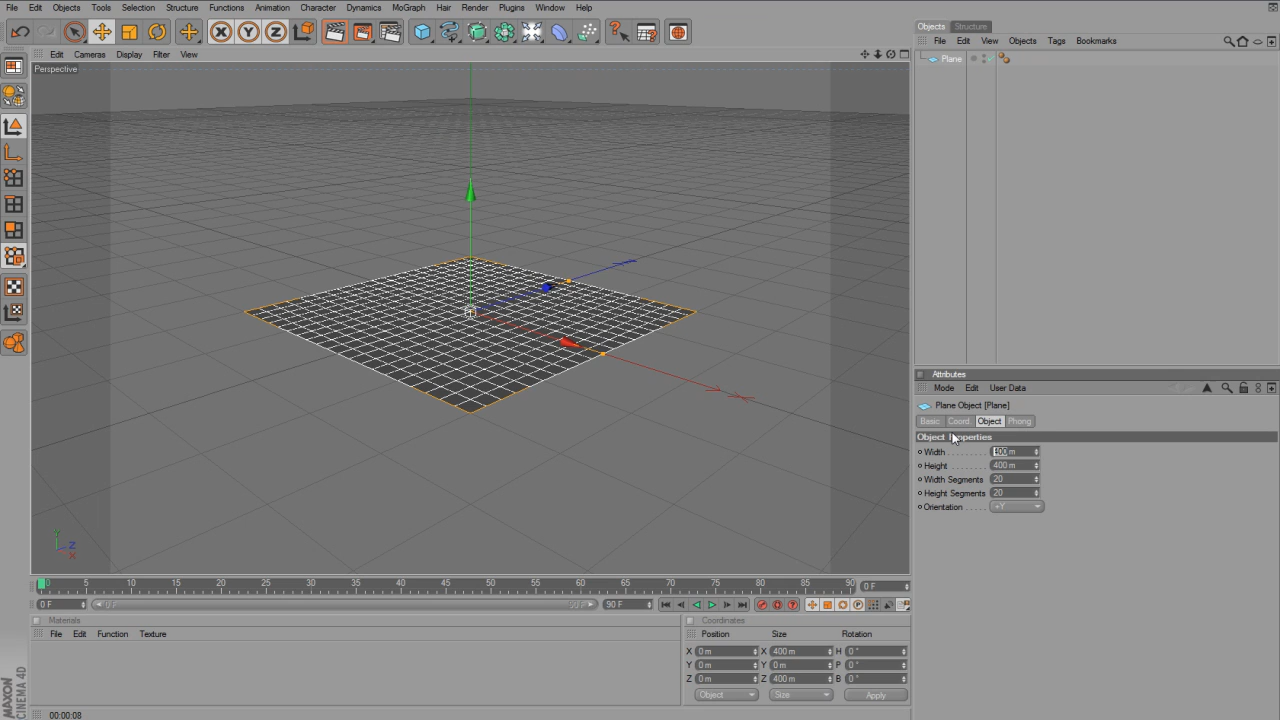 File Edit Objects Tools Selection Structure Functions Animation Character Dynamics MoGraph Hair Render Plugins Window Help
Objects Structure
File Edit View Objects Tags Bookmarks
Edit Cameras Display Filter View
Perspective
Plane
Attributes
Mode Edit User Data
Plane Object [Plane]
Basic Coord Object Phong
Object Properties
Width 400 m
Height 400 m
Width Segments 20
Height Segments 20
Orientation +Y
Y Z X
0 5 10 15 20 25 30 35 40 45 50 55 60 65 70 75 80 85 90 0 F
0 F 0 F 90 F 90 F
Materials
File Edit Function Texture
Coordinates
Position Size Rotation
X 0 m X 400 m H 0 °
Y 0 m Y 0 m P 0 °
Z 0 m Z 400 m B 0 °
Object Size Apply
MAXON
CINEMA 4D
00:00:08